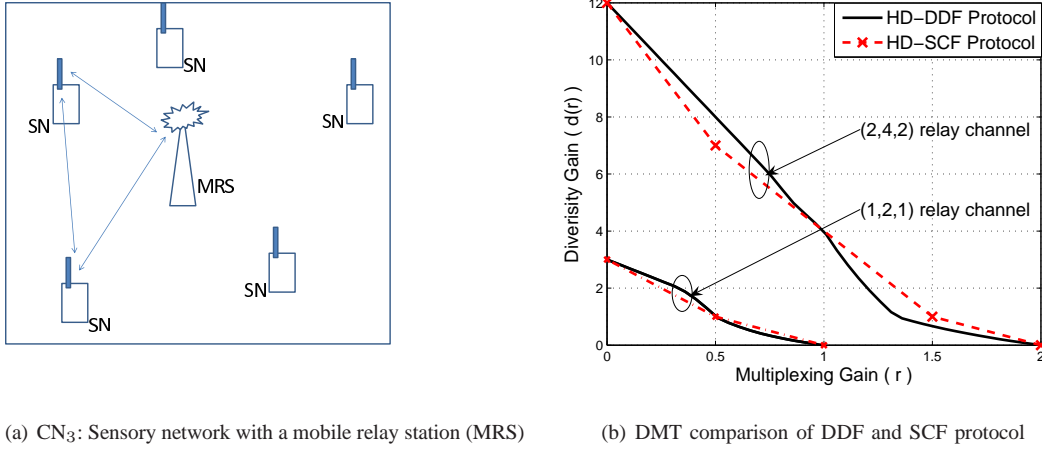 SN
SN
SN
MRS
SN
SN
(a) CN₃: Sensory network with a mobile relay station (MRS)
HD−DDF Protocol
HD−SCF Protocol
(2,4,2) relay channel
(1,2,1) relay channel
Diverisity Gain ( d(r) )
12
10
8
6
4
2
0
0
0.5
1
1.5
2
Multiplexing Gain ( r )
(b) DMT comparison of DDF and SCF protocol